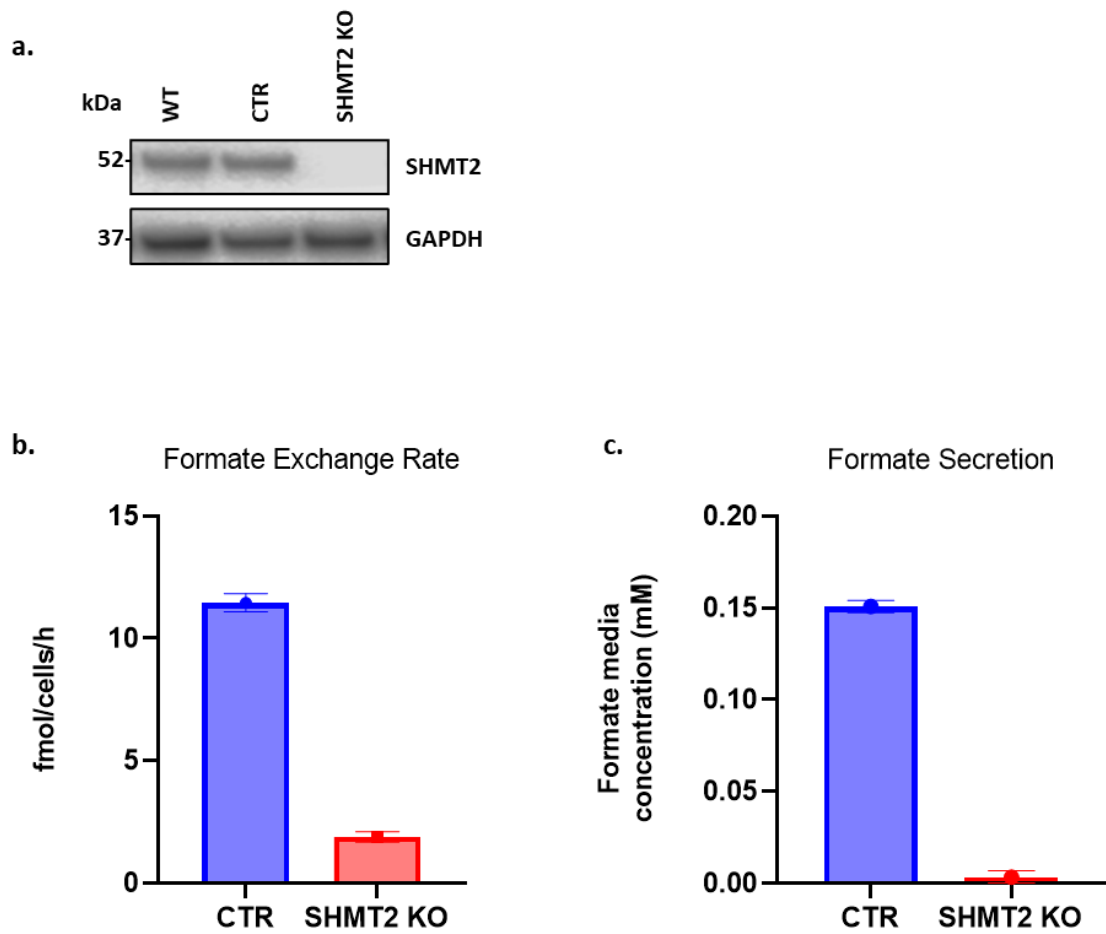 a.
kDa
WT
CTR
SHMT2 KO
52
SHMT2
37
GAPDH
b.
Formate Exchange Rate
fmol/cells/h
15
10
5
0
CTR SHMT2 KO
c.
Formate Secretion
Formate media
concentration (mM)
0.20
0.15
0.10
0.05
0.00
CTR SHMT2 KO